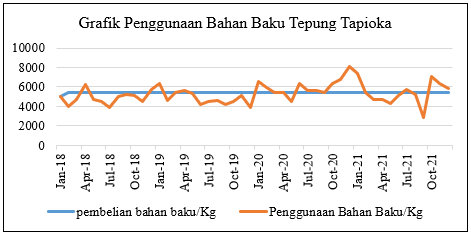 Grafik Penggunaan Bahan Baku Tepung Tapioka
10000
8000
6000
4000
2000
0
Jan-18
Apr-18
Jul-18
Oct-18
Jan-19
Apr-19
Jul-19
Oct-19
Jan-20
Apr-20
Jul-20
Oct-20
Jan-21
Apr-21
Jul-21
Oct-21
pembelian bahan baku/Kg
Penggunaan Bahan Baku/Kg